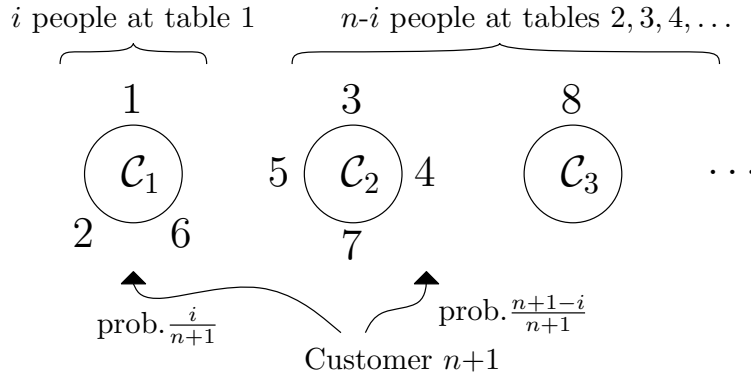 i people at table 1
n-i people at tables 2, 3, 4, . . .
1
3
8
C₁
5
C₂
4
C₃
· · ·
2
6
7
prob. i/(n+1)
prob. (n+1−i)/(n+1)
Customer n+1